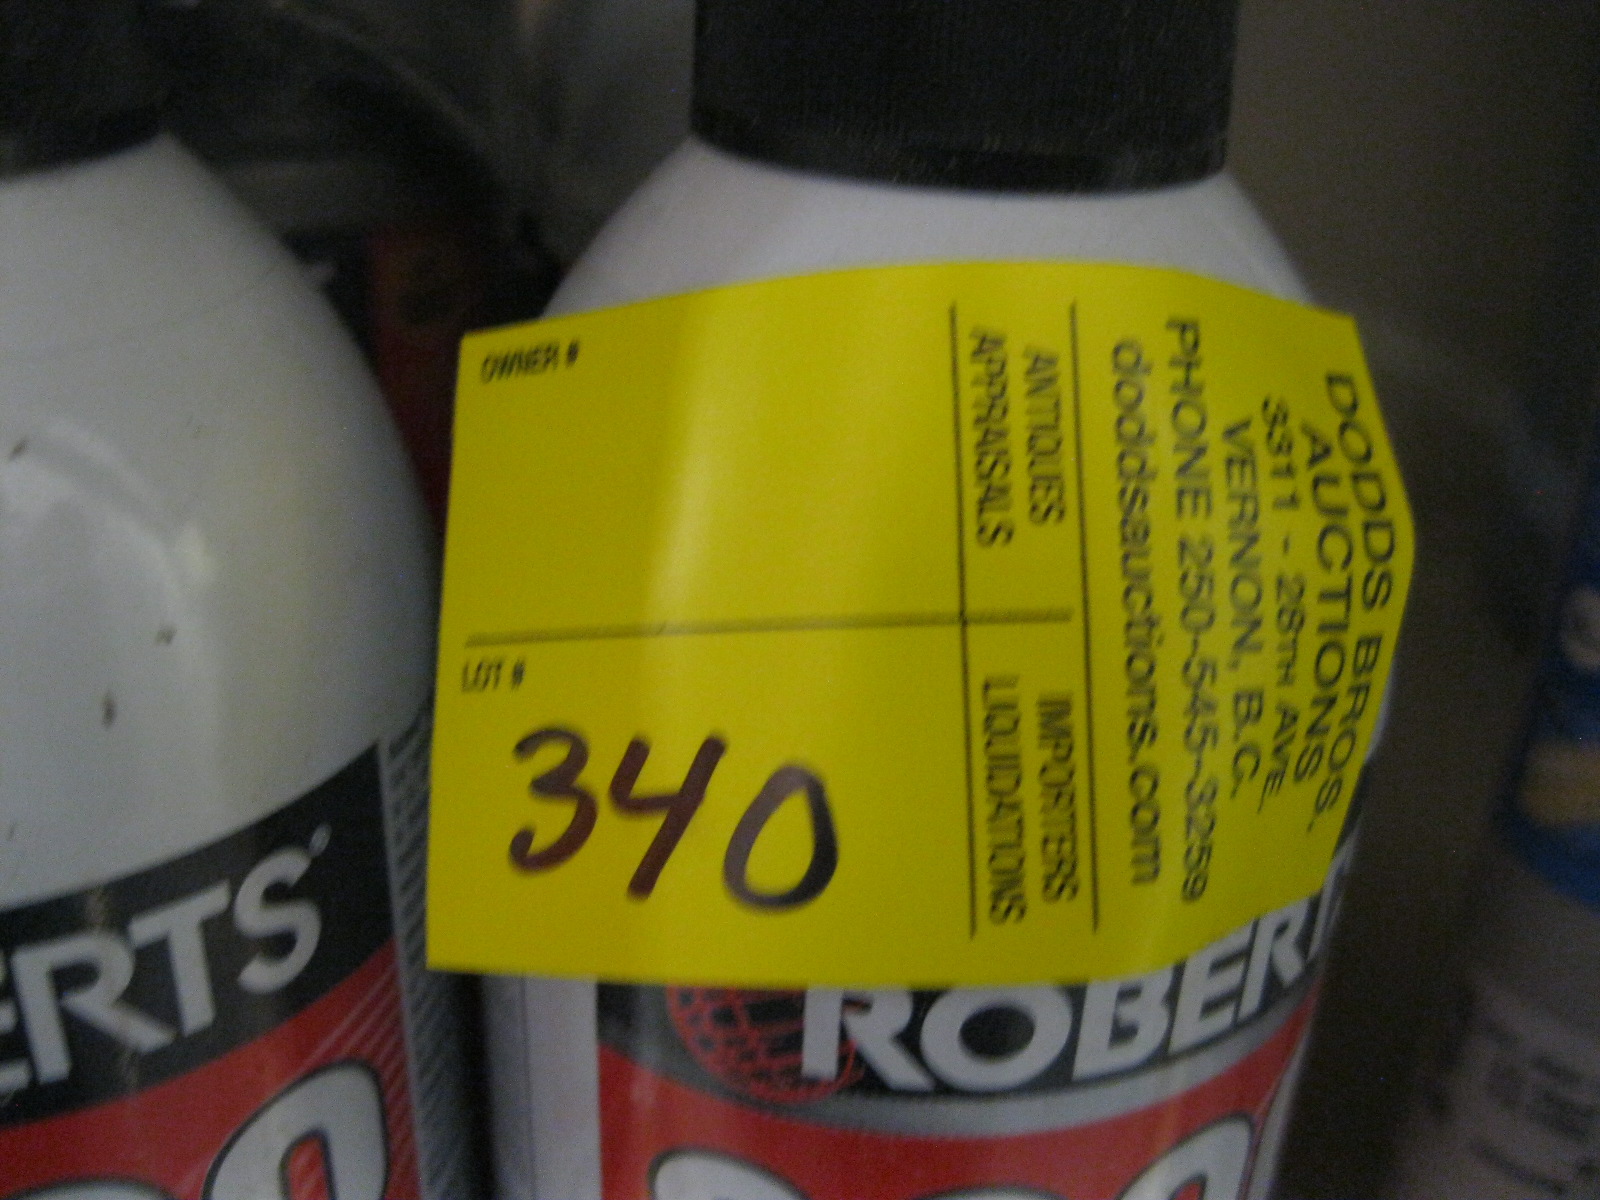 OWNER #
LOT #
340
ANTIQUES
APPRAISALS
IMPORTERS
LIQUIDATIONS
DODDS BROS.
AUCTIONS
3311 - 28TH AVE.
VERNON, B.C.
PHONE 250-545-3259
doddsauctions.com
ERTS
ROBERT